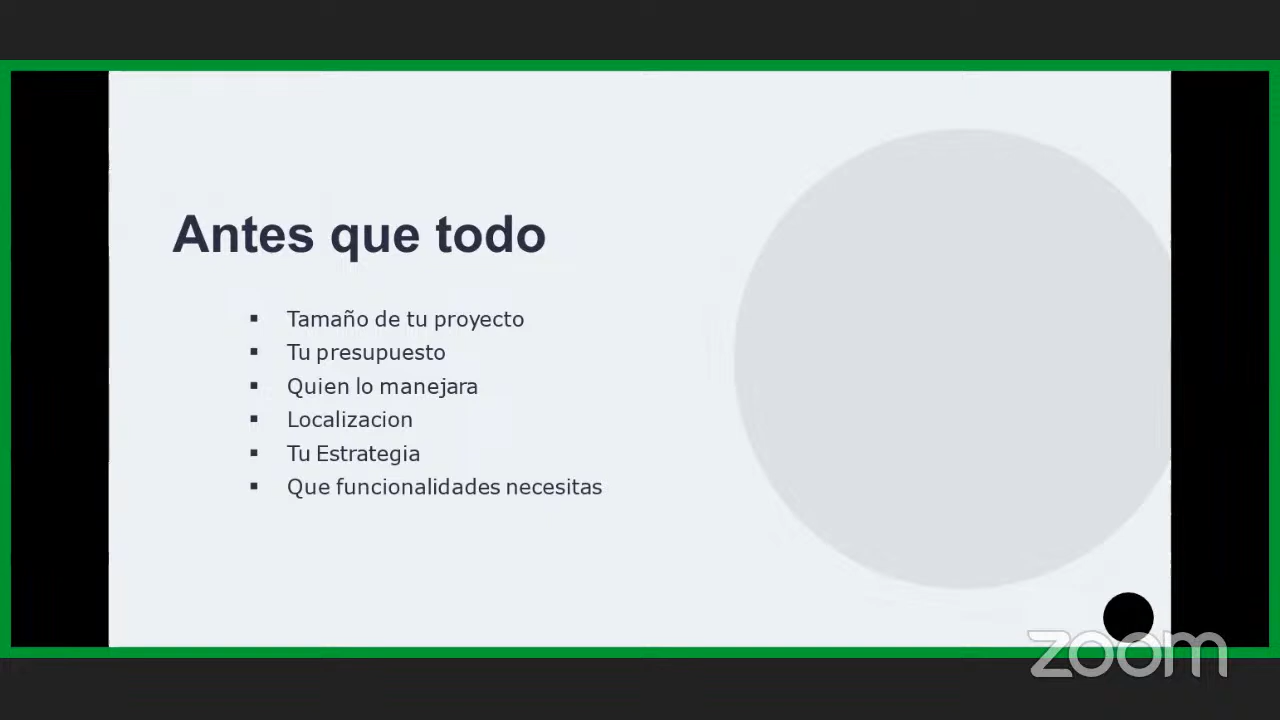 Antes que todo
▪ Tamaño de tu proyecto
▪ Tu presupuesto
▪ Quien lo manejara
▪ Localizacion
▪ Tu Estrategia
▪ Que funcionalidades necesitas
zoom